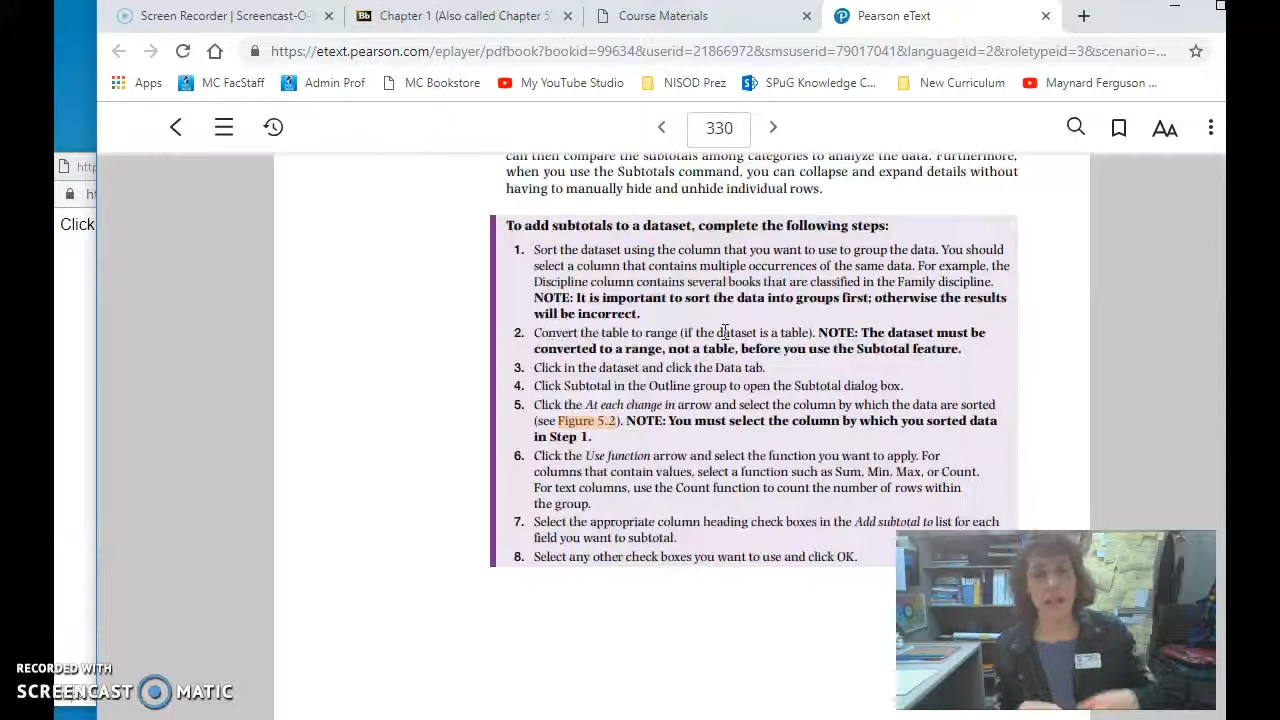 Screen Recorder | Screencast-O-
Chapter 1 (Also called Chapter
Course Materials
Pearson eText
https://etext.pearson.com/eplayer/pdfbook?bookid=99634&userid=21866972&smsuserid=79017041&languageid=2&roletypeid=3&scenario=...
Apps
MC FacStaff
Admin Prof
MC Bookstore
My YouTube Studio
NISOD Prez
SPuG Knowledge C...
New Curriculum
Maynard Ferguson ...
330
Click
can then compare the subtotals among categories to analyze the data. Furthermore,
when you use the Subtotals command, you can collapse and expand details without
having to manually hide and unhide individual rows.
To add subtotals to a dataset, complete the following steps:
1. Sort the dataset using the column that you want to use to group the data. You should
select a column that contains multiple occurrences of the same data. For example, the
Discipline column contains several books that are classified in the Family discipline.
NOTE: It is important to sort the data into groups first; otherwise the results
will be incorrect.
2. Convert the table to range (if the dataset is a table). NOTE: The dataset must be
converted to a range, not a table, before you use the Subtotal feature.
3. Click in the dataset and click the Data tab.
4. Click Subtotal in the Outline group to open the Subtotal dialog box.
5. Click the At each change in arrow and select the column by which the data are sorted
(see Figure 5.2). NOTE: You must select the column by which you sorted data
in Step 1.
6. Click the Use function arrow and select the function you want to apply. For
columns that contain values, select a function such as Sum, Min, Max, or Count.
For text columns, use the Count function to count the number of rows within
the group.
7. Select the appropriate column heading check boxes in the Add subtotal to list for each
field you want to subtotal.
8. Select any other check boxes you want to use and click OK.
RECORDED WITH
SCREENCAST MATIC